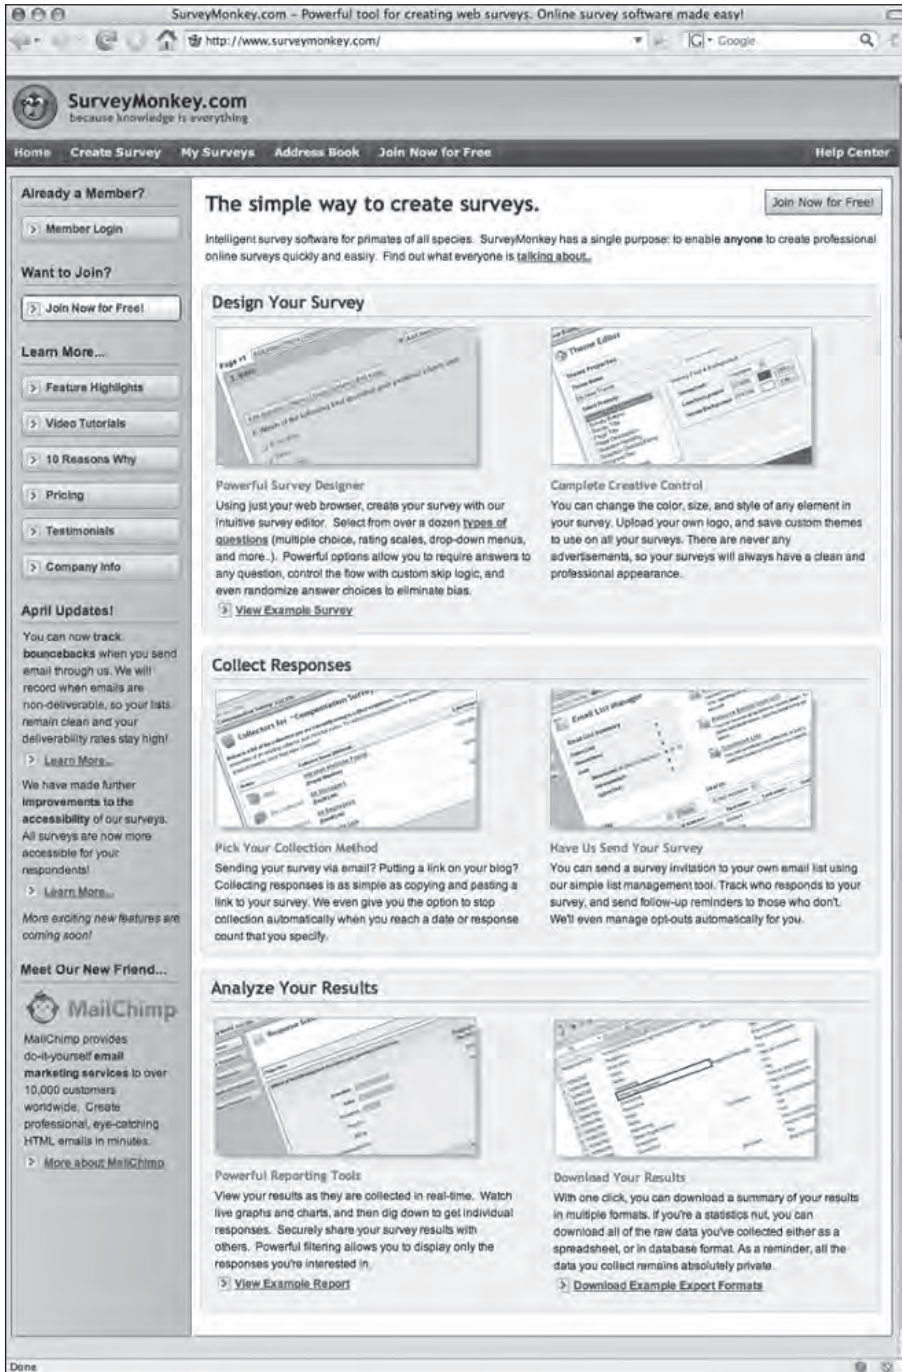 SurveyMonkey.com – Powerful tool for creating web surveys. Online survey software made easy!
http://www.surveymonkey.com/
G Google
SurveyMonkey.com
because knowledge is everything
Home Create Survey My Surveys Address Book Join Now for Free Help Center
Already a Member?
Member Login
Want to Join?
Join Now for Free!
Learn More...
Feature Highlights
Video Tutorials
10 Reasons Why
Pricing
Testimonials
Company Info
April Updates!
You can now track
bouncebacks when you send
email through us. We will
record when emails are
non-deliverable, so your lists
remain clean and your
deliverability rates stay high!
Learn More...
We have made further
improvements to the
accessibility of our surveys.
All surveys are now more
accessible for your
respondents!
Learn More...
More exciting new features are
coming soon!
Meet Our New Friend...
MailChimp
MailChimp provides
do-it-yourself email
marketing services to over
10,000 customers
worldwide. Create
professional, eye-catching
HTML emails in minutes.
More about MailChimp
The simple way to create surveys.
Join Now for Free!
Intelligent survey software for primates of all species. SurveyMonkey has a single purpose: to enable anyone to create professional
online surveys quickly and easily. Find out what everyone is talking about..
Design Your Survey
Page #1
Theme Editor
Theme Properties
Theme Name
Powerful Survey Designer
Using just your web browser, create your survey with our
intuitive survey editor. Select from over a dozen types of
questions (multiple choice, rating scales, drop-down menus,
and more..). Powerful options allow you to require answers to
any question, control the flow with custom skip logic, and
even randomize answer choices to eliminate bias.
View Example Survey
Complete Creative Control
You can change the color, size, and style of any element in
your survey. Upload your own logo, and save custom themes
to use on all your surveys. There are never any
advertisements, so your surveys will always have a clean and
professional appearance.
Collect Responses
Collectors for "Compensation Survey
Email List Manager
Pick Your Collection Method
Sending your survey via email? Putting a link on your blog?
Collecting responses is as simple as copying and pasting a
link to your survey. We even give you the option to stop
collection automatically when you reach a date or response
count that you specify.
Have Us Send Your Survey
You can send a survey invitation to your own email list using
our simple list management tool. Track who responds to your
survey, and send follow-up reminders to those who don't.
We'll even manage opt-outs automatically for you.
Analyze Your Results
Powerful Reporting Tools
View your results as they are collected in real-time. Watch
live graphs and charts, and then dig down to get individual
responses. Securely share your survey results with
others. Powerful filtering allows you to display only the
responses you're interested in.
View Example Report
Download Your Results
With one click, you can download a summary of your results
in multiple formats. If you're a statistics nut, you can
download all of the raw data you've collected either as a
spreadsheet, or in database format. As a reminder, all the
data you collect remains absolutely private.
Download Example Export Formats
Done